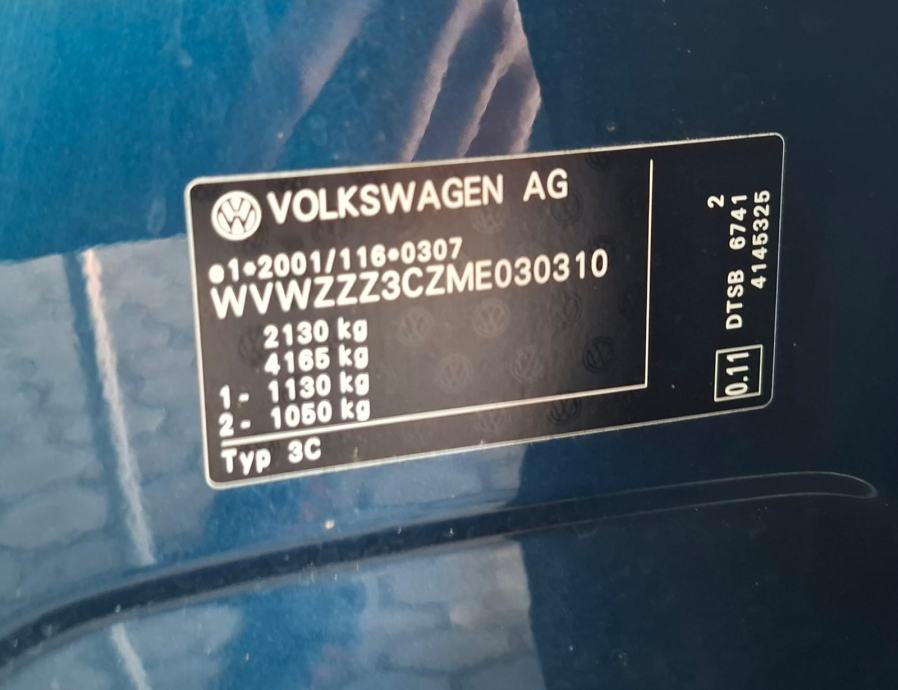 VOLKSWAGEN AG
e1*2001/116*0307
WVWZZZ3CZME030310
2130 kg
4165 kg
1- 1130 kg
2- 1050 kg
Typ 3C
2
DTSB 6741
4145325
0.11